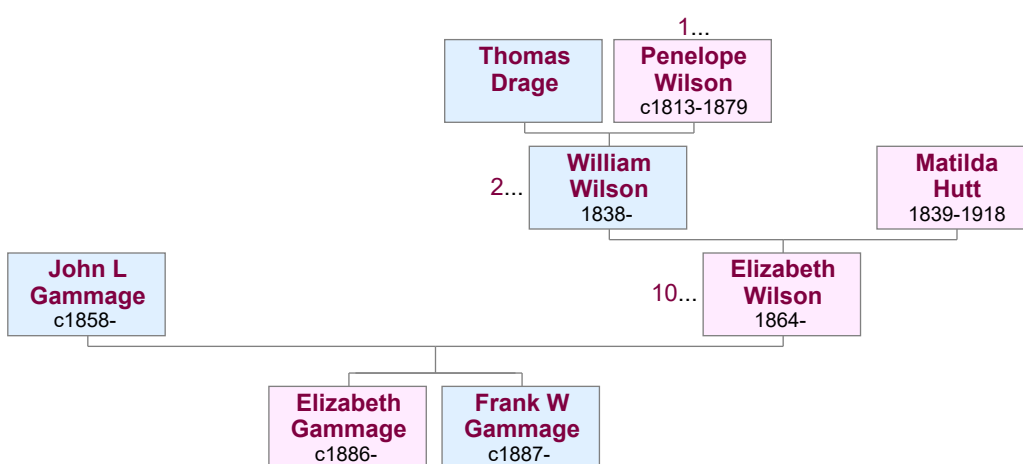 1...
Thomas
Drage
Penelope
Wilson
c1813-1879
2...
William
Wilson
1838-
Matilda
Hutt
1839-1918
John L
Gammage
c1858-
10...
Elizabeth
Wilson
1864-
Elizabeth
Gammage
c1886-
Frank W
Gammage
c1887-